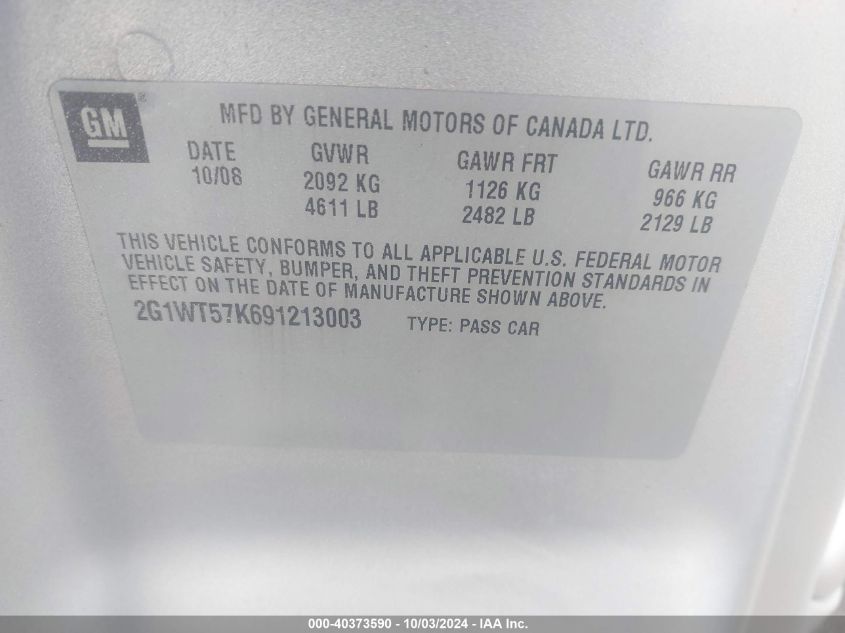 GM ®
MFD BY GENERAL MOTORS OF CANADA LTD.
DATE GVWR GAWR FRT GAWR RR
10/08 2092 KG 1126 KG 966 KG
4611 LB 2482 LB 2129 LB
THIS VEHICLE CONFORMS TO ALL APPLICABLE U.S. FEDERAL MOTOR
VEHICLE SAFETY, BUMPER, AND THEFT PREVENTION STANDARDS IN
EFFECT ON THE DATE OF MANUFACTURE SHOWN ABOVE.
2G1WT57K691213003 TYPE: PASS CAR
000-40373590 - 10/03/2024 - IAA Inc.